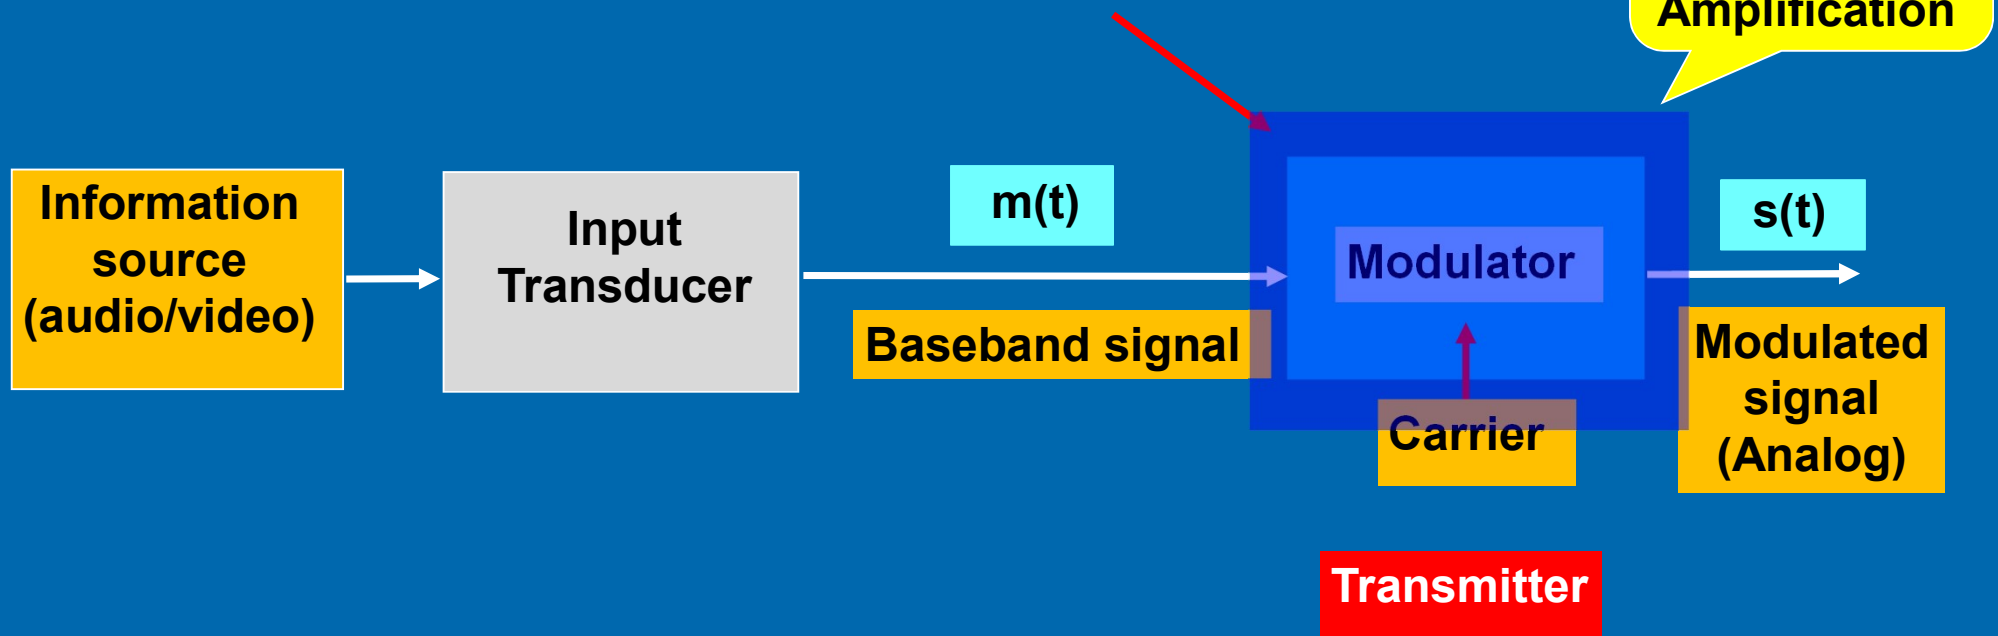 Amplification
Information
source
(audio/video)
Input
Transducer
m(t)
Baseband signal
Modulator
Carrier
s(t)
Modulated
signal
(Analog)
Transmitter